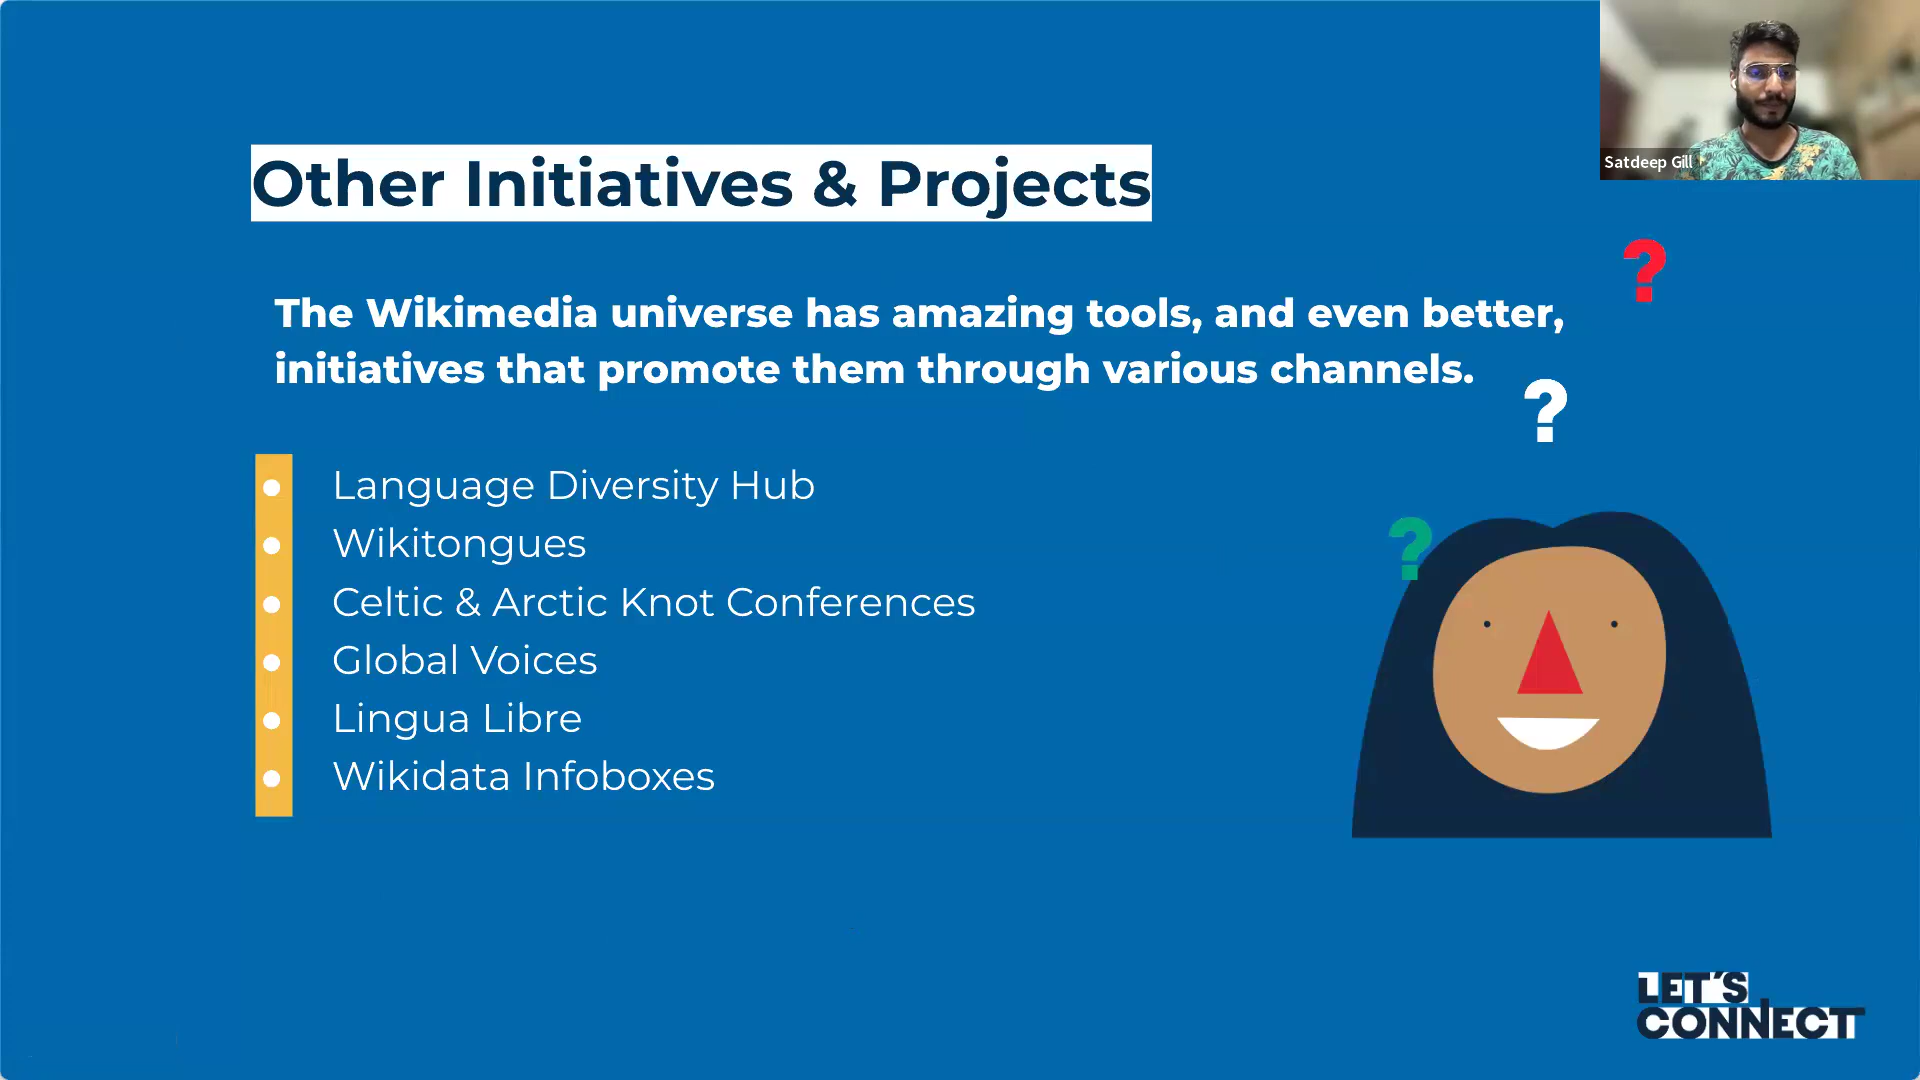 Other Initiatives & Projects
Satdeep Gill
The Wikimedia universe has amazing tools, and even better,
initiatives that promote them through various channels.
?
?
?
• Language Diversity Hub
• Wikitongues
• Celtic & Arctic Knot Conferences
• Global Voices
• Lingua Libre
• Wikidata Infoboxes
LET'S
CONNECT